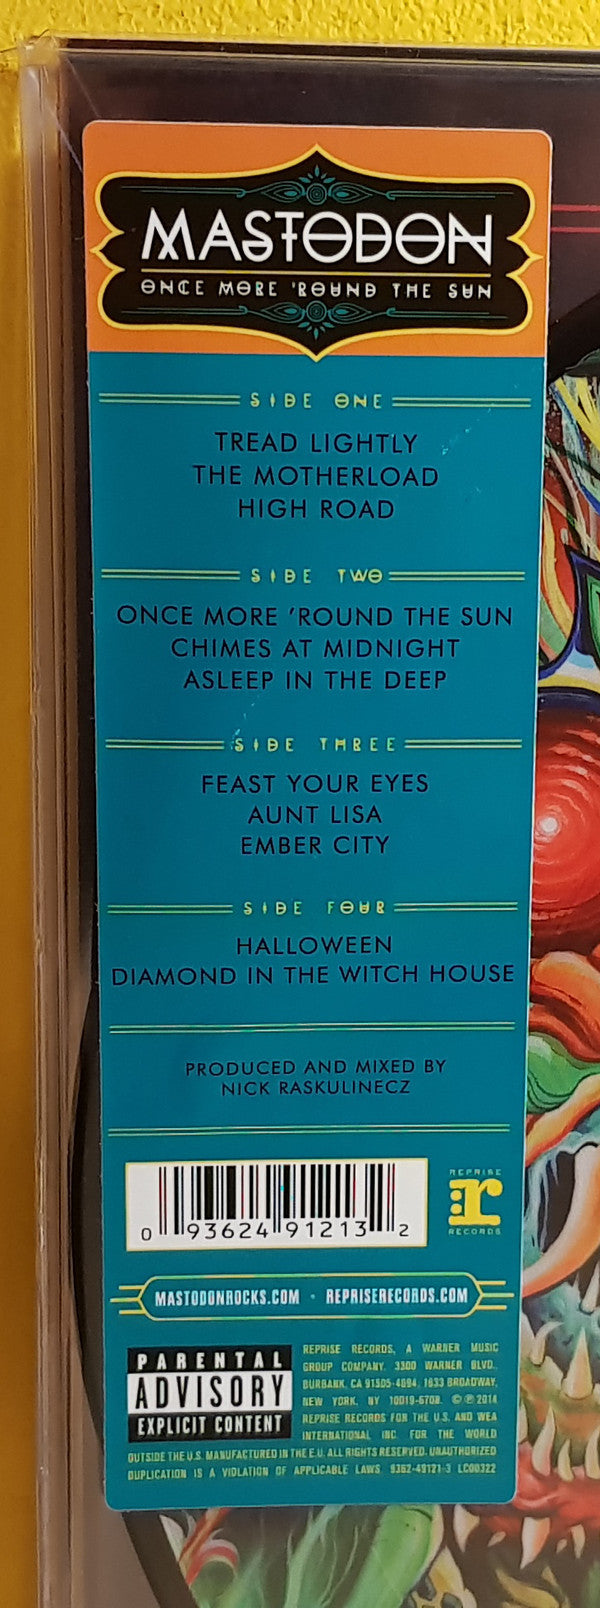 MASTODON
ONCE MORE 'ROUND THE SUN
SIDE ONE
TREAD LIGHTLY
THE MOTHERLOAD
HIGH ROAD
SIDE TWO
ONCE MORE 'ROUND THE SUN
CHIMES AT MIDNIGHT
ASLEEP IN THE DEEP
SIDE THREE
FEAST YOUR EYES
AUNT LISA
EMBER CITY
SIDE FOUR
HALLOWEEN
DIAMOND IN THE WITCH HOUSE
PRODUCED AND MIXED BY
NICK RASKULINECZ
0 93624 91213 2
REPRISE
r
RECORDS
MASTODONROCKS.COM · REPRISERECORDS.COM
PARENTAL
ADVISORY
EXPLICIT CONTENT
REPRISE RECORDS, A WARNER MUSIC
GROUP COMPANY. 3300 WARNER BLVD.,
BURBANK, CA 91505-4694. 1633 BROADWAY,
NEW YORK, NY 10019-6708. © ℗ 2014
REPRISE RECORDS FOR THE U.S. AND WEA
INTERNATIONAL INC. FOR THE WORLD
OUTSIDE THE U.S. MANUFACTURED IN THE E.U. ALL RIGHTS RESERVED. UNAUTHORIZED
DUPLICATION IS A VIOLATION OF APPLICABLE LAWS. 9362-49121-3 LC00322